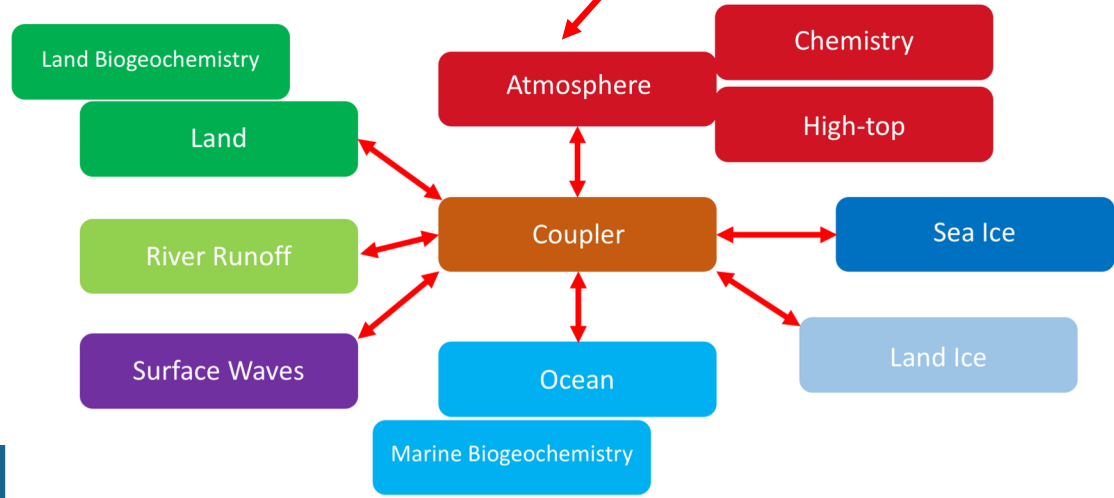 Land Biogeochemistry
Chemistry
Atmosphere
High-top
Land
Coupler
Sea Ice
River Runoff
Surface Waves
Ocean
Land Ice
Marine Biogeochemistry